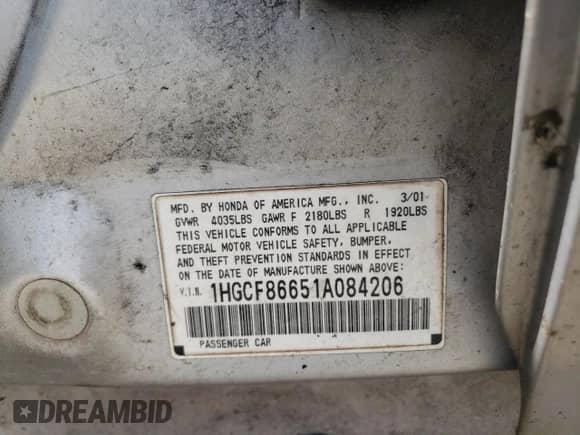 MFD. BY HONDA OF AMERICA MFG., INC. 3/01
GVWR 4035LBS GAWR F 2180LBS R 1920LBS
THIS VEHICLE CONFORMS TO ALL APPLICABLE
FEDERAL MOTOR VEHICLE SAFETY, BUMPER,
AND THEFT PREVENTION STANDARDS IN EFFECT
ON THE DATE OF MANUFACTURE SHOWN ABOVE:
V.I.N. 1HGCF86651A084206
PASSENGER CAR
DREAMBID